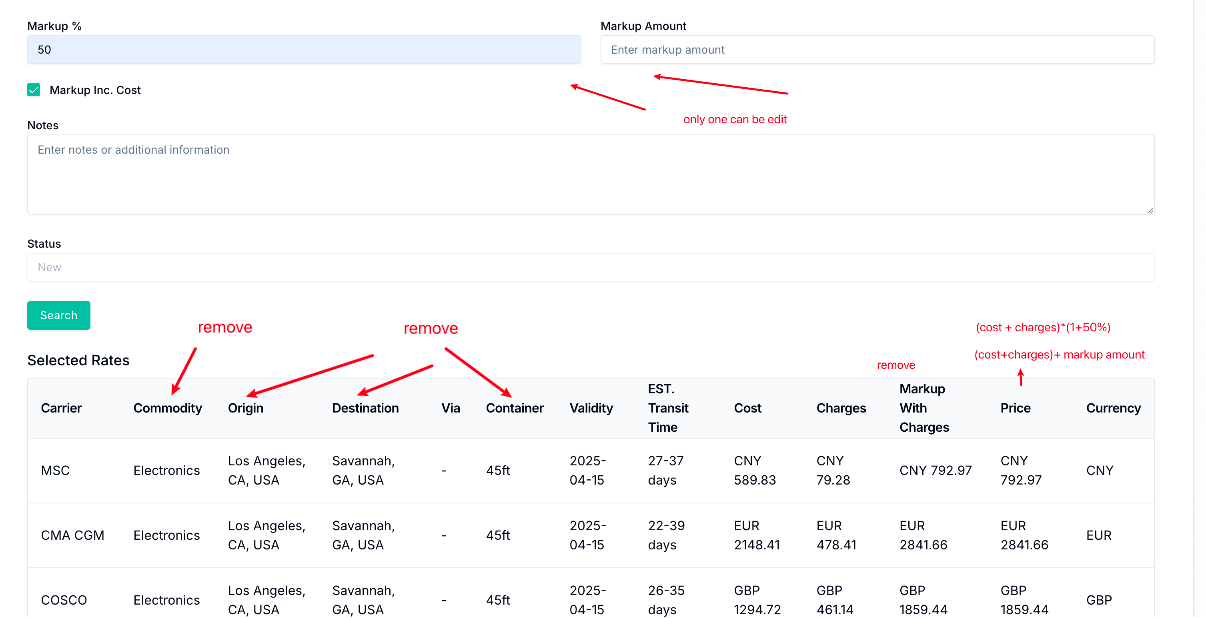 Markup %
Markup Amount
50
Enter markup amount
Markup Inc. Cost
only one can be edit
Notes
Enter notes or additional information
Status
New
Search
remove
remove
(cost + charges)*(1+50%)
Selected Rates
remove
(cost+charges)+ markup amount
Carrier Commodity Origin Destination Via Container Validity EST. Transit Time Cost Charges Markup With Charges Price Currency
MSC Electronics Los Angeles, CA, USA Savannah, GA, USA - 45ft 2025-04-15 27-37 days CNY 589.83 CNY 79.28 CNY 792.97 CNY 792.97 CNY
CMA CGM Electronics Los Angeles, CA, USA Savannah, GA, USA - 45ft 2025-04-15 22-39 days EUR 2148.41 EUR 478.41 EUR 2841.66 EUR 2841.66 EUR
COSCO Electronics Los Angeles, CA, USA Savannah, GA, USA - 45ft 2025-04-15 26-35 days GBP 1294.72 GBP 461.14 GBP 1859.44 GBP 1859.44 GBP